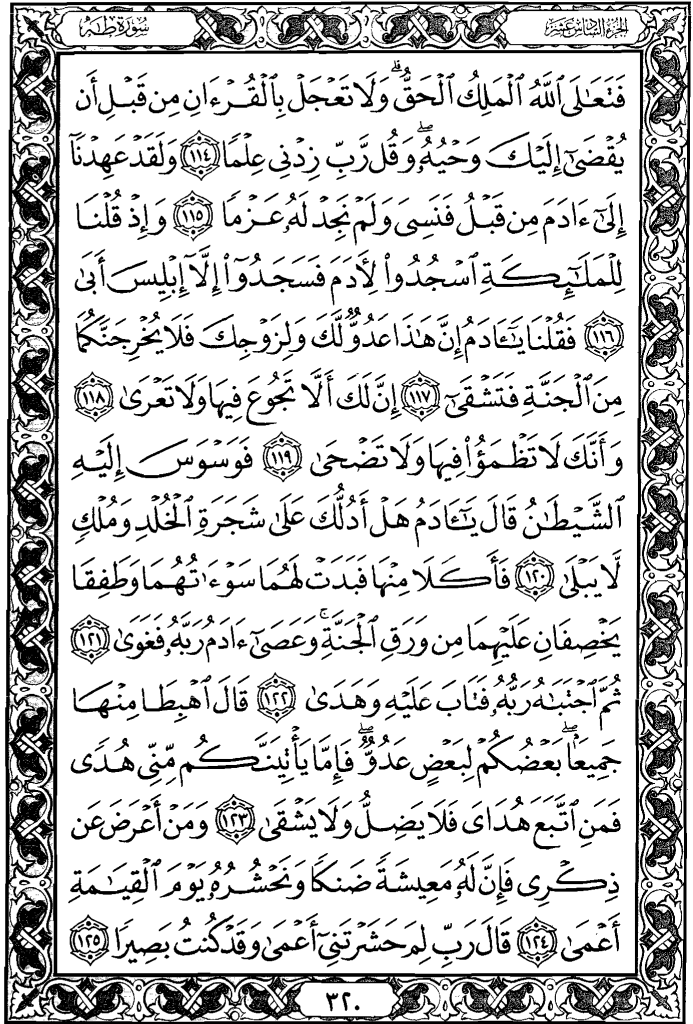 الجزء السادس عشر
سورة طه
فَتَعَٰلَى ٱللَّهُ ٱلْمَلِكُ ٱلْحَقُّ ۗ وَلَا تَعْجَلْ بِٱلْقُرْءَانِ مِن قَبْلِ أَن
يُقْضَىٰٓ إِلَيْكَ وَحْيُهُۥ ۖ وَقُل رَّبِّ زِدْنِى عِلْمًا ١١٤ وَلَقَدْ عَهِدْنَآ
إِلَىٰٓ ءَادَمَ مِن قَبْلُ فَنَسِىَ وَلَمْ نَجِدْ لَهُۥ عَزْمًا ١١٥ وَإِذْ قُلْنَا
لِلْمَلَٰٓئِكَةِ ٱسْجُدُوا۟ لِءَادَمَ فَسَجَدُوٓا۟ إِلَّآ إِبْلِيسَ أَبَىٰ
١١٦ فَقُلْنَا يَٰٓـَٔادَمُ إِنَّ هَٰذَا عَدُوٌّ لَّكَ وَلِزَوْجِكَ فَلَا يُخْرِجَنَّكُمَا
مِنَ ٱلْجَنَّةِ فَتَشْقَىٰٓ ١١٧ إِنَّ لَكَ أَلَّا تَجُوعَ فِيهَا وَلَا تَعْرَىٰ ١١٨
وَأَنَّكَ لَا تَظْمَؤُا۟ فِيهَا وَلَا تَضْحَىٰ ١١٩ فَوَسْوَسَ إِلَيْهِ
ٱلشَّيْطَٰنُ قَالَ يَٰٓـَٔادَمُ هَلْ أَدُلُّكَ عَلَىٰ شَجَرَةِ ٱلْخُلْدِ وَمُلْكٍ
لَّا يَبْلَىٰ ١٢٠ فَأَكَلَا مِنْهَا فَبَدَتْ لَهُمَا سَوْءَٰتُهُمَا وَطَفِقَا
يَخْصِفَانِ عَلَيْهِمَا مِن وَرَقِ ٱلْجَنَّةِ ۚ وَعَصَىٰٓ ءَادَمُ رَبَّهُۥ فَغَوَىٰ ١٢١
ثُمَّ ٱجْتَبَٰهُ رَبُّهُۥ فَتَابَ عَلَيْهِ وَهَدَىٰ ١٢٢ قَالَ ٱهْبِطَا مِنْهَا
جَمِيعًۢا ۖ بَعْضُكُمْ لِبَعْضٍ عَدُوٌّ ۖ فَإِمَّا يَأْتِيَنَّكُم مِّنِّى هُدًى
فَمَنِ ٱتَّبَعَ هُدَاىَ فَلَا يَضِلُّ وَلَا يَشْقَىٰ ١٢٣ وَمَنْ أَعْرَضَ عَن
ذِكْرِى فَإِنَّ لَهُۥ مَعِيشَةً ضَنكًا وَنَحْشُرُهُۥ يَوْمَ ٱلْقِيَٰمَةِ
أَعْمَىٰ ١٢٤ قَالَ رَبِّ لِمَ حَشَرْتَنِىٓ أَعْمَىٰ وَقَدْ كُنتُ بَصِيرًا ١٢٥
٣٢٠